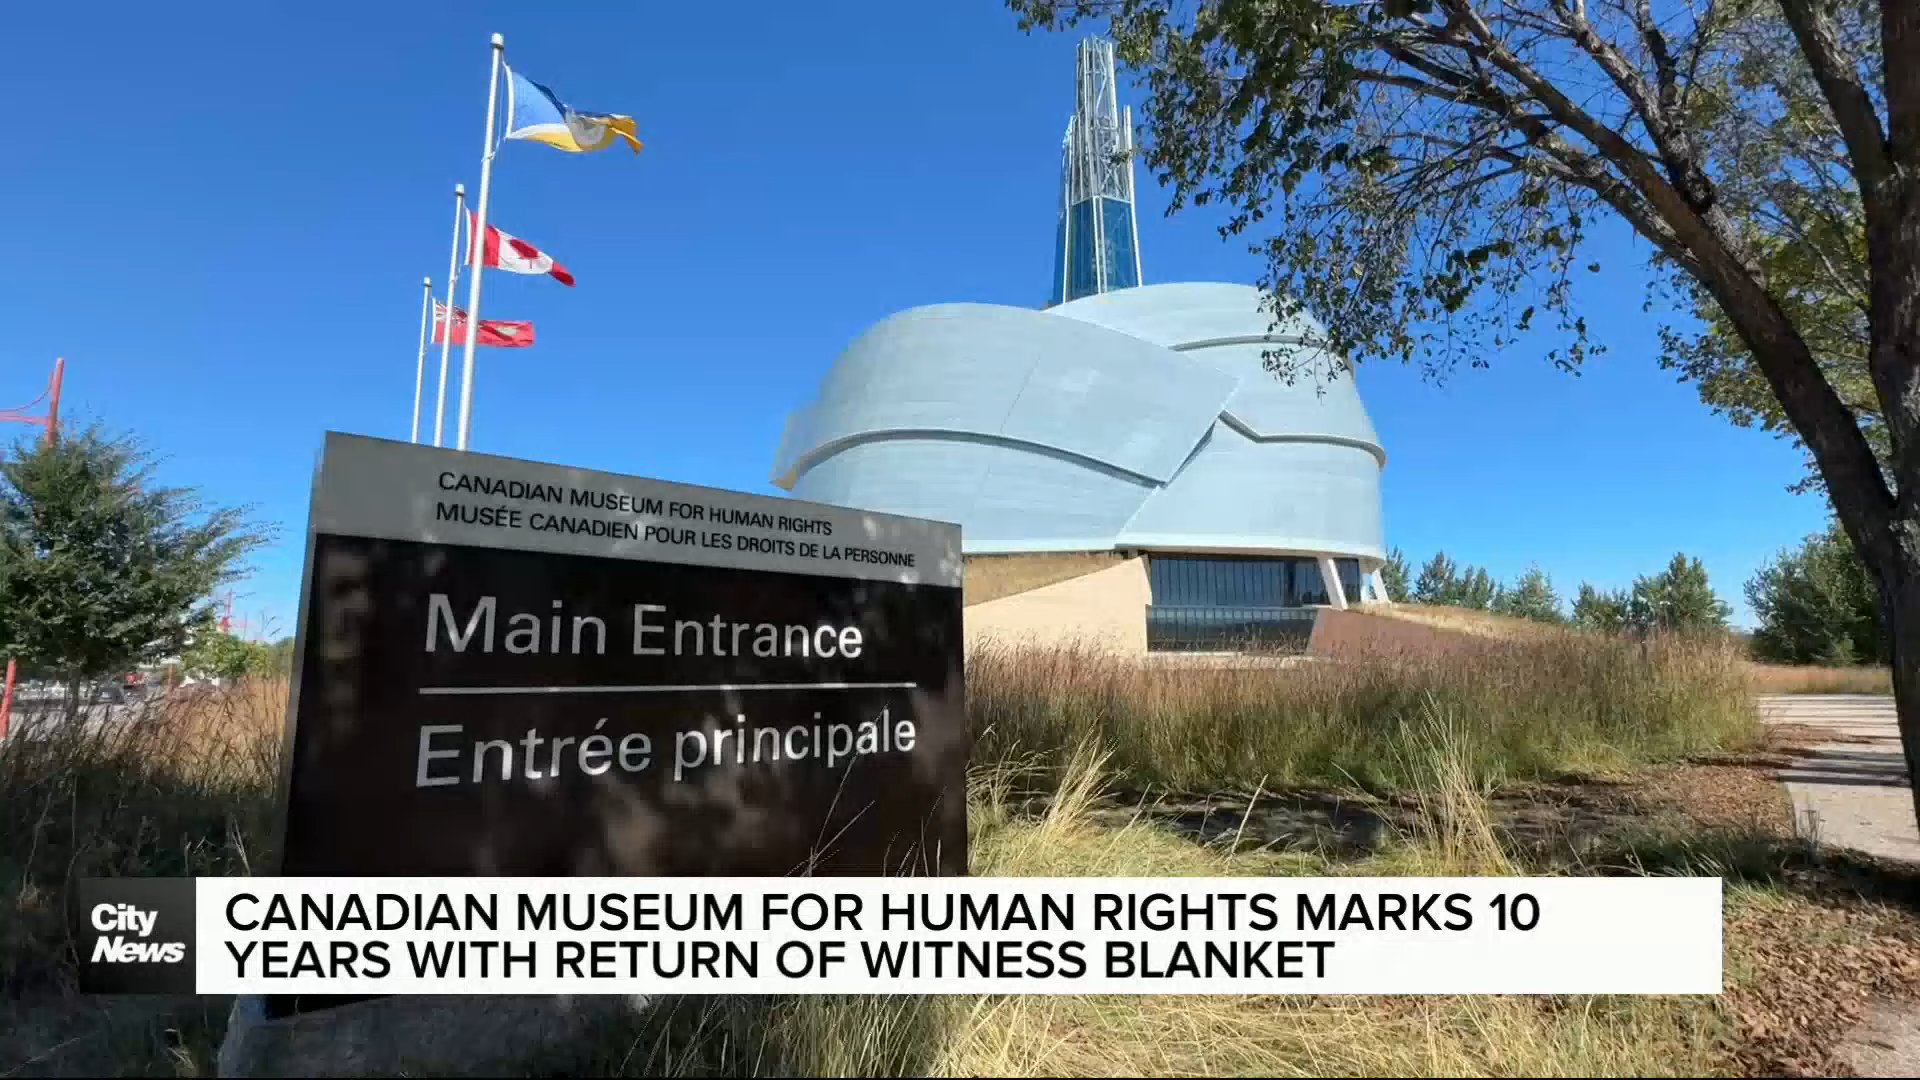 CANADIAN MUSEUM FOR HUMAN RIGHTS
MUSÉE CANADIEN POUR LES DROITS DE LA PERSONNE
Main Entrance
Entrée principale
City
News
CANADIAN MUSEUM FOR HUMAN RIGHTS MARKS 10
YEARS WITH RETURN OF WITNESS BLANKET